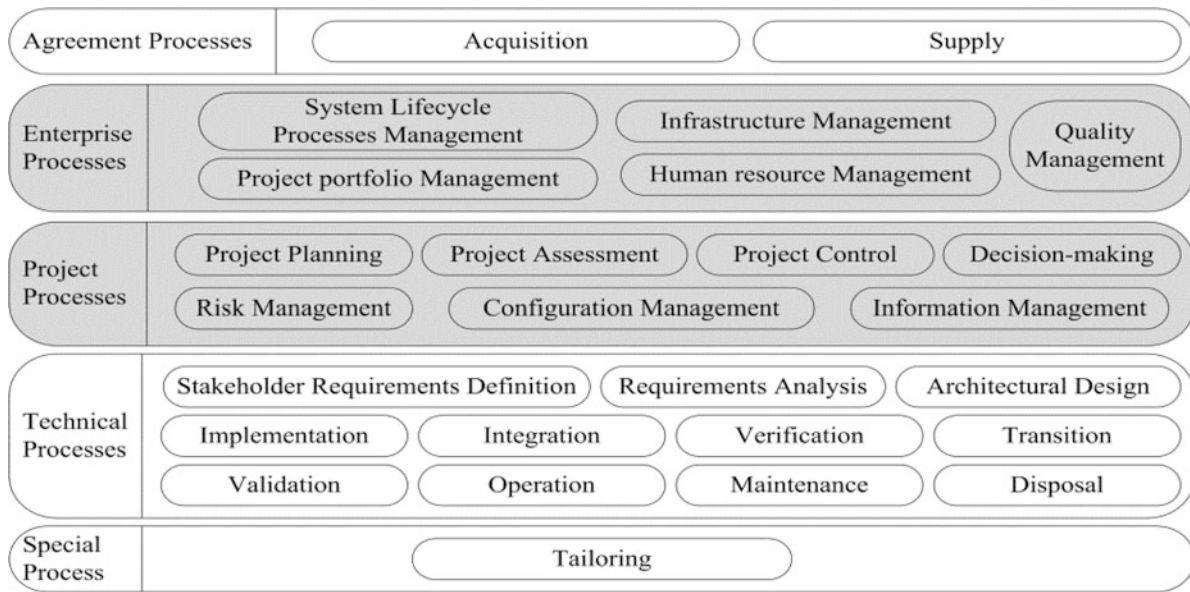 Agreement Processes
Acquisition
Supply
Enterprise
Processes
System Lifecycle
Processes Management
Infrastructure Management
Quality
Management
Project portfolio Management
Human resource Management
Project
Processes
Project Planning
Project Assessment
Project Control
Decision-making
Risk Management
Configuration Management
Information Management
Technical
Processes
Stakeholder Requirements Definition
Requirements Analysis
Architectural Design
Implementation
Integration
Verification
Transition
Validation
Operation
Maintenance
Disposal
Special
Process
Tailoring